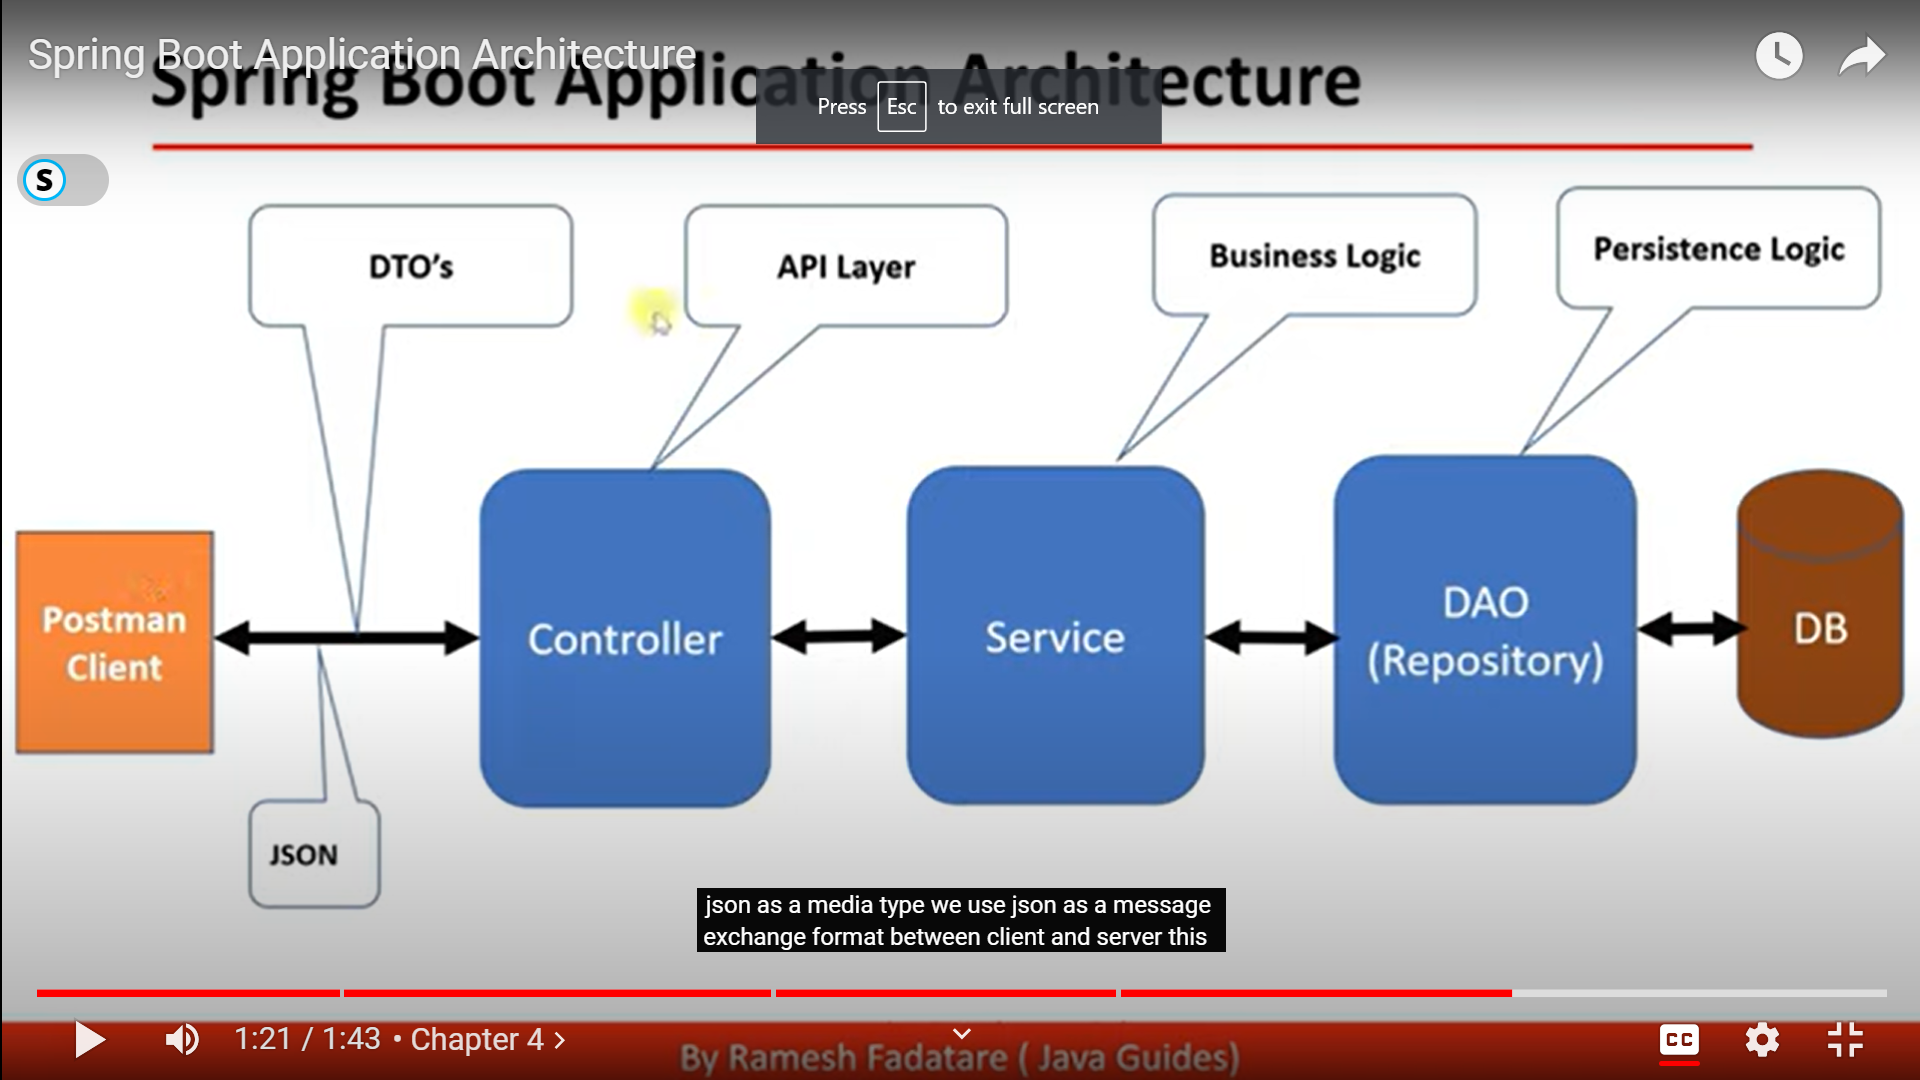 Spring Boot Application Architecture
Spring Boot Application Architecture
Press Esc to exit full screen
S
DTO's
API Layer
Business Logic
Persistence Logic
Postman
Client
Controller
Service
DAO
(Repository)
DB
JSON
json as a media type we use json as a message
exchange format between client and server this
1:21 / 1:43 • Chapter 4 >
CC
By Ramesh Fadatare ( Java Guides)